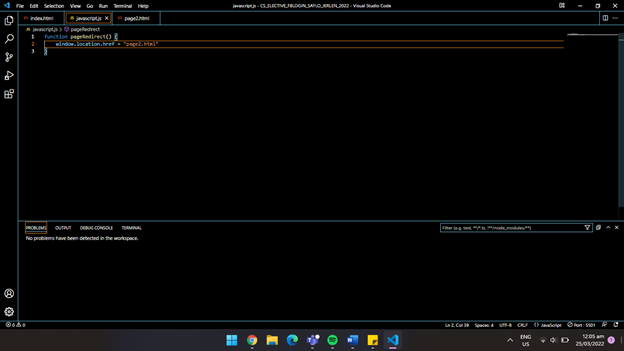 File Edit Selection View Go Run Terminal Help
javascript.js - CS_ELECTIVE_FBLOGIN_SAYLO_JERLEN_2022 - Visual Studio Code
index.html
javascript.js
page2.html
javascript.js > pageRedirect
1 function pageRedirect() {
2 window.location.href = "page2.html"
3 }
PROBLEMS OUTPUT DEBUG CONSOLE TERMINAL
Filter (e.g. text, **/*.ts, !**/node_modules/**)
No problems have been detected in the workspace.
0 0
Ln 2, Col 38 Spaces: 4 UTF-8 CRLF {} JavaScript Port : 5501
ENG
US
12:05 am
25/05/2022
1